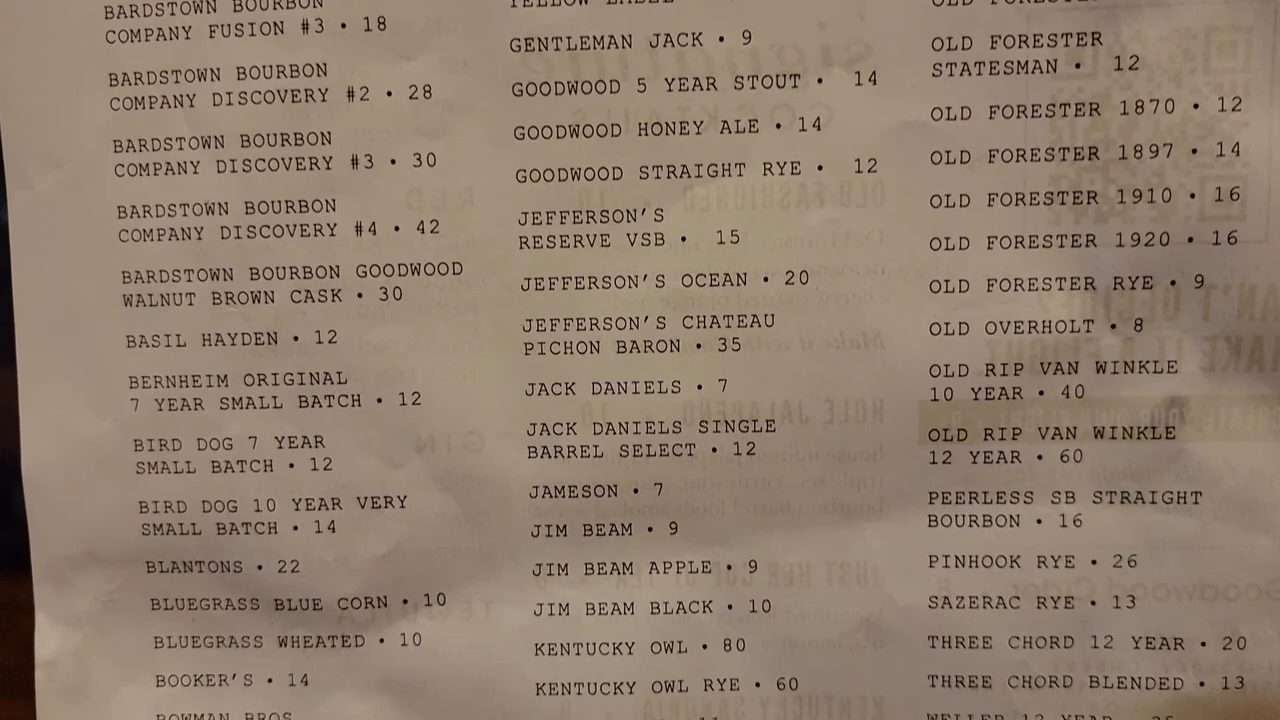 BARDSTOWN BOURBON
COMPANY FUSION #3 • 18
BARDSTOWN BOURBON
COMPANY DISCOVERY #2 • 28
BARDSTOWN BOURBON
COMPANY DISCOVERY #3 • 30
BARDSTOWN BOURBON
COMPANY DISCOVERY #4 • 42
BARDSTOWN BOURBON GOODWOOD
WALNUT BROWN CASK • 30
BASIL HAYDEN • 12
BERNHEIM ORIGINAL
7 YEAR SMALL BATCH • 12
BIRD DOG 7 YEAR
SMALL BATCH • 12
BIRD DOG 10 YEAR VERY
SMALL BATCH • 14
BLANTONS • 22
BLUEGRASS BLUE CORN • 10
BLUEGRASS WHEATED • 10
BOOKER'S • 14
BOWMAN BROS
YELLOW LABEL
GENTLEMAN JACK • 9
GOODWOOD 5 YEAR STOUT • 14
GOODWOOD HONEY ALE • 14
GOODWOOD STRAIGHT RYE • 12
JEFFERSON'S
RESERVE VSB • 15
JEFFERSON'S OCEAN • 20
JEFFERSON'S CHATEAU
PICHON BARON • 35
JACK DANIELS • 7
JACK DANIELS SINGLE
BARREL SELECT • 12
JAMESON • 7
JIM BEAM • 9
JIM BEAM APPLE • 9
JIM BEAM BLACK • 10
KENTUCKY OWL • 80
KENTUCKY OWL RYE • 60
OLD
OLD FORESTER
STATESMAN • 12
OLD FORESTER 1870 • 12
OLD FORESTER 1897 • 14
OLD FORESTER 1910 • 16
OLD FORESTER 1920 • 16
OLD FORESTER RYE • 9
OLD OVERHOLT • 8
OLD RIP VAN WINKLE
10 YEAR • 40
OLD RIP VAN WINKLE
12 YEAR • 60
PEERLESS SB STRAIGHT
BOURBON • 16
PINHOOK RYE • 26
SAZERAC RYE • 13
THREE CHORD 12 YEAR • 20
THREE CHORD BLENDED • 13
WELLER 12 YEAR